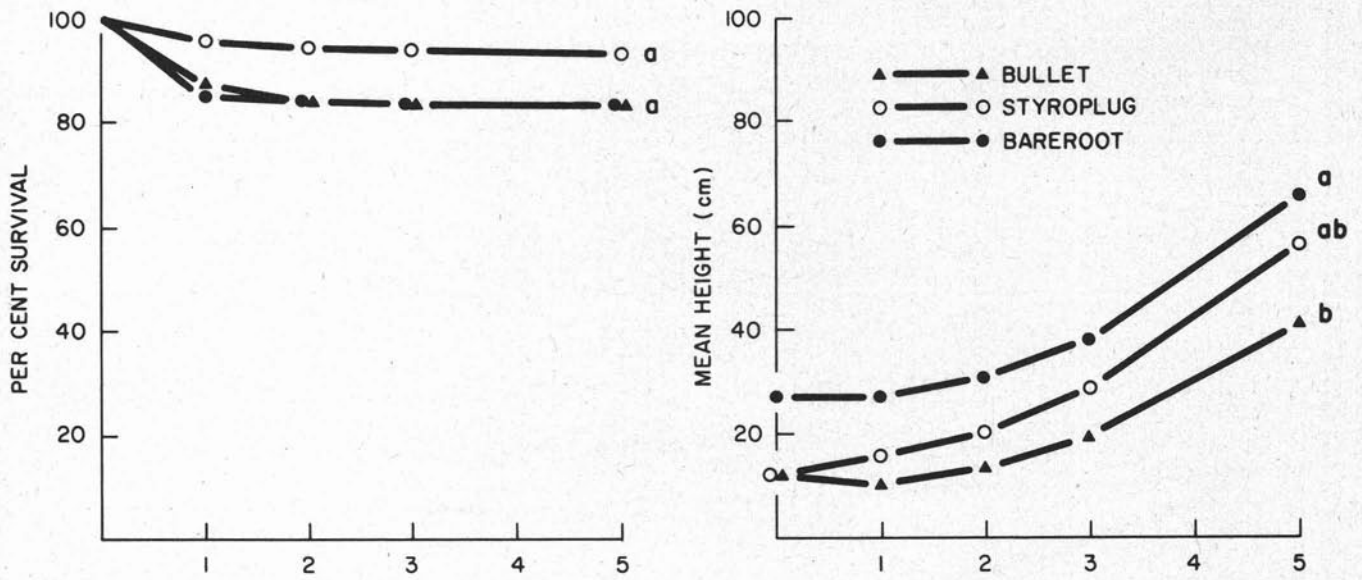 PER CENT SURVIVAL
100
80
60
40
20
a
a
1 2 3 4 5
MEAN HEIGHT (cm)
100
80
60
40
20
BULLET
STYROPLUG
BAREROOT
a
ab
b
1 2 3 4 5